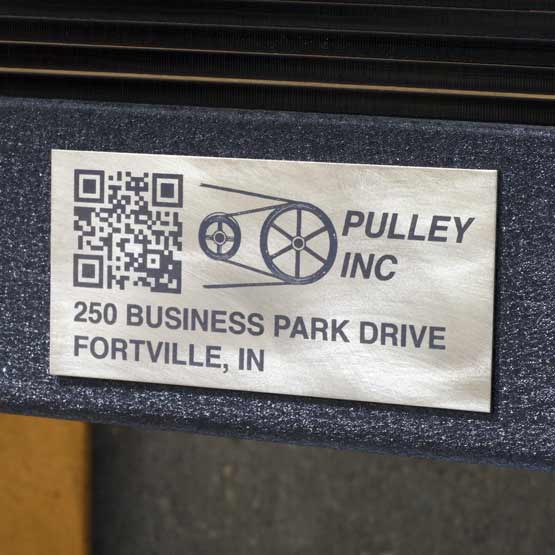 PULLEY
INC
250 BUSINESS PARK DRIVE
FORTVILLE, IN